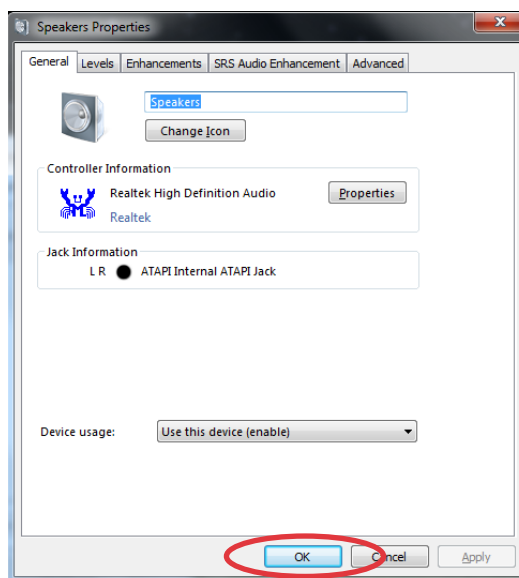 Speakers Properties
General Levels Enhancements SRS Audio Enhancement Advanced
Speakers
Change Icon
Controller Information
Realtek High Definition Audio Properties
Realtek
Jack Information
L R ATAPI Internal ATAPI Jack
Device usage: Use this device (enable)
OK Cancel Apply